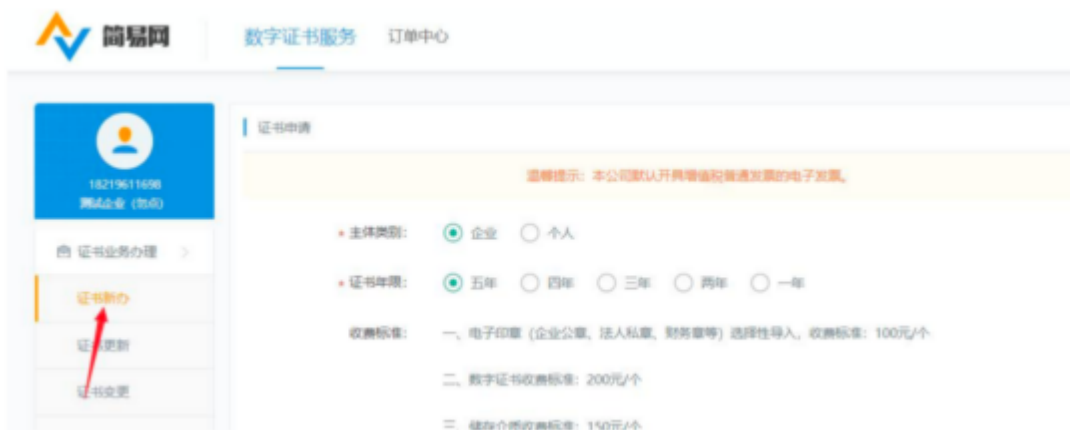 简易网
数字证书服务 订单中心
18219611698
测试企业（勿点）
证书业务办理
证书新办
证书更新
证书变更
证书申请
温馨提示：本公司默认开具增值税普通发票的电子发票。
* 主体类别： 企业 个人
* 证书年限： 五年 四年 三年 两年 一年
收费标准： 一、电子印章（企业公章、法人私章、财务章等）选择性导入，收费标准：100元/个
二、数字证书收费标准：200元/个
三、储存介质收费标准：150元/个